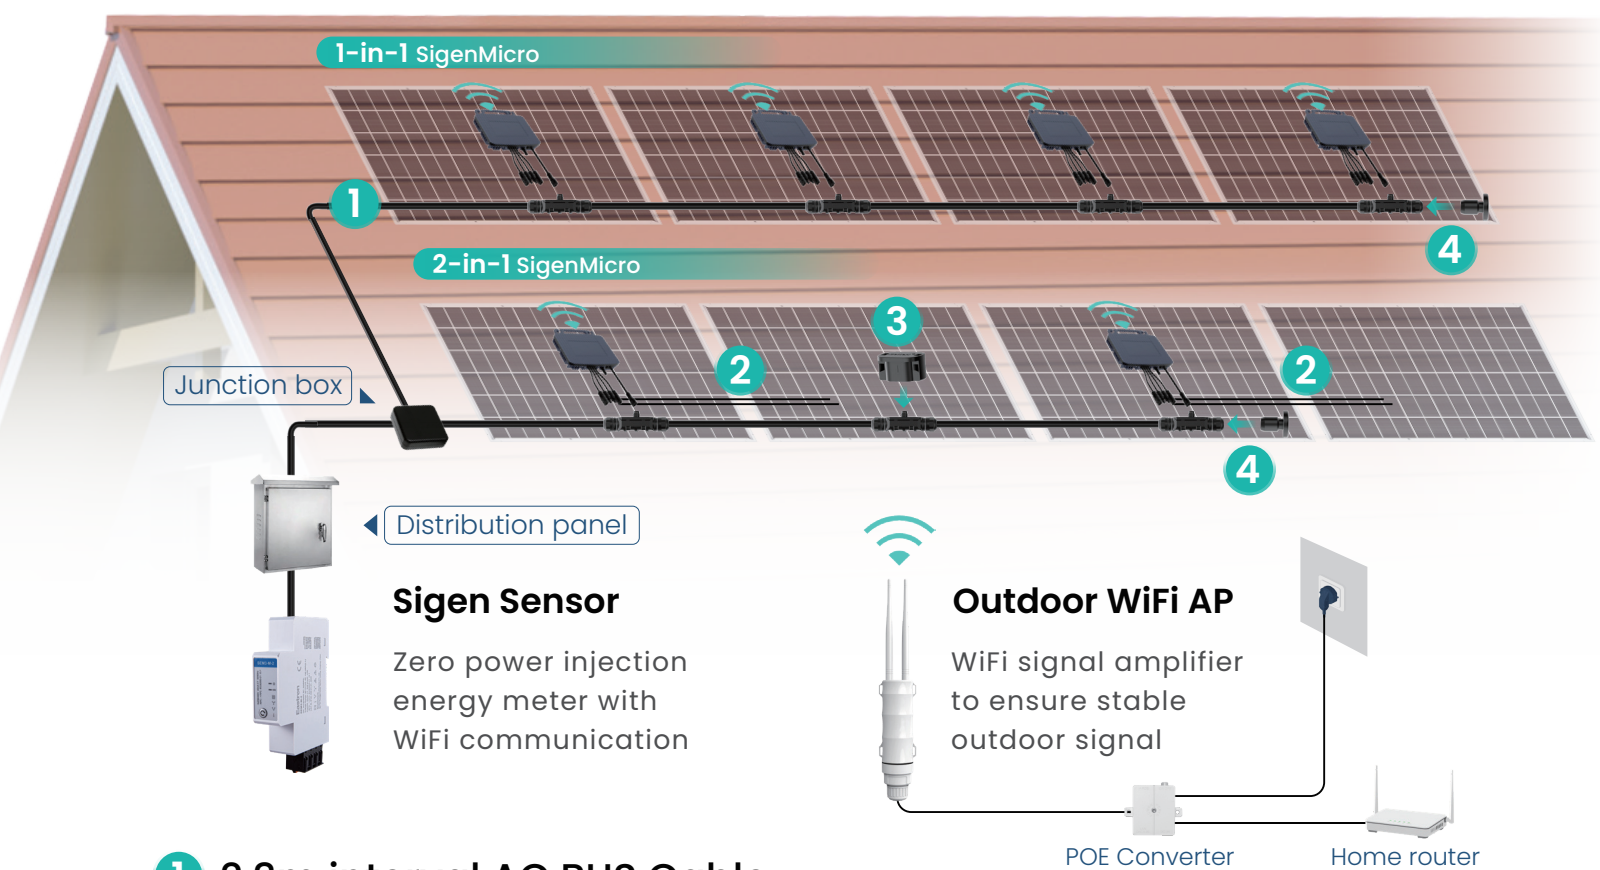 1-in-1 SigenMicro
1
4
2-in-1 SigenMicro
3
2
2
Junction box
4
Distribution panel
Sigen Sensor
Zero power injection
energy meter with
WiFi communication
Outdoor WiFi AP
WiFi signal amplifier
to ensure stable
outdoor signal
POE Converter
Home router
1